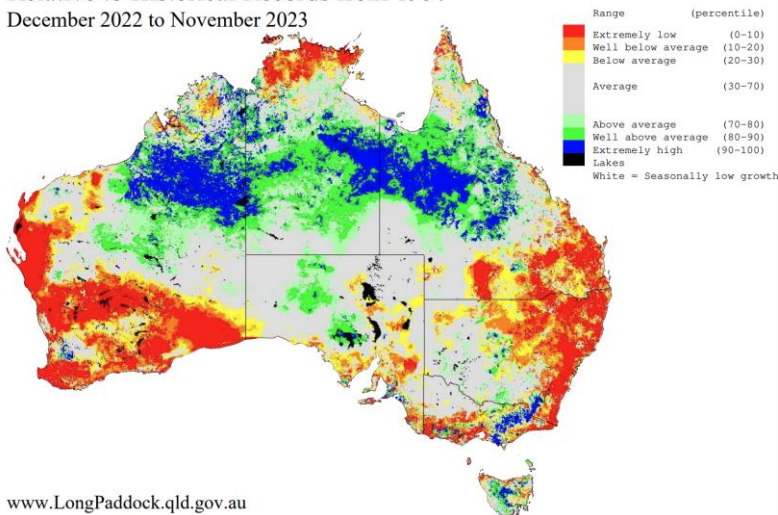 December 2022 to November 2023
Range (percentile)
Extremely low (0-10)
Well below average (10-20)
Below average (20-30)
Average (30-70)
Above average (70-80)
Well above average (80-90)
Extremely high (90-100)
Lakes
White = Seasonally low growth
www.LongPaddock.qld.gov.au